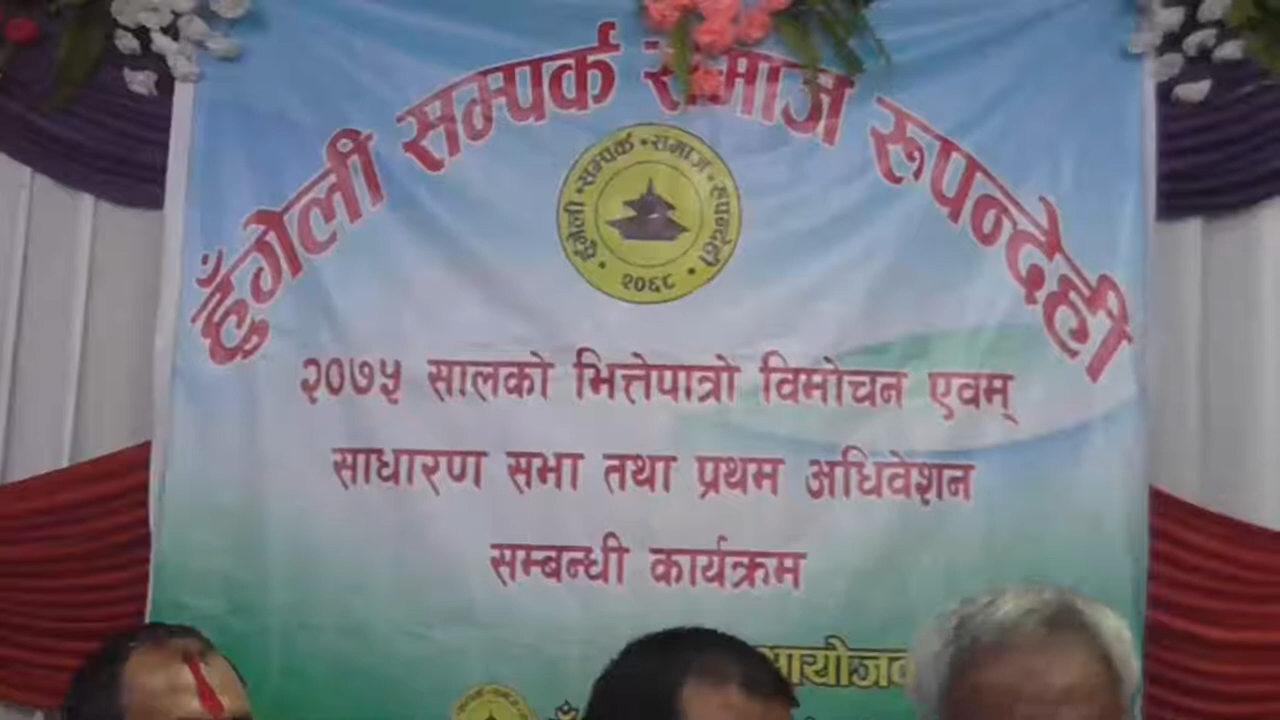 हुँगेली सम्पर्क समाज रूपन्देही
हुँगेली • सम्पर्क • समाज • रूपन्देही
२०६८
२०७५ सालको भित्तेपात्रो विमोचन एवम्
साधारण सभा तथा प्रथम अधिवेशन
सम्बन्धी कार्यक्रम